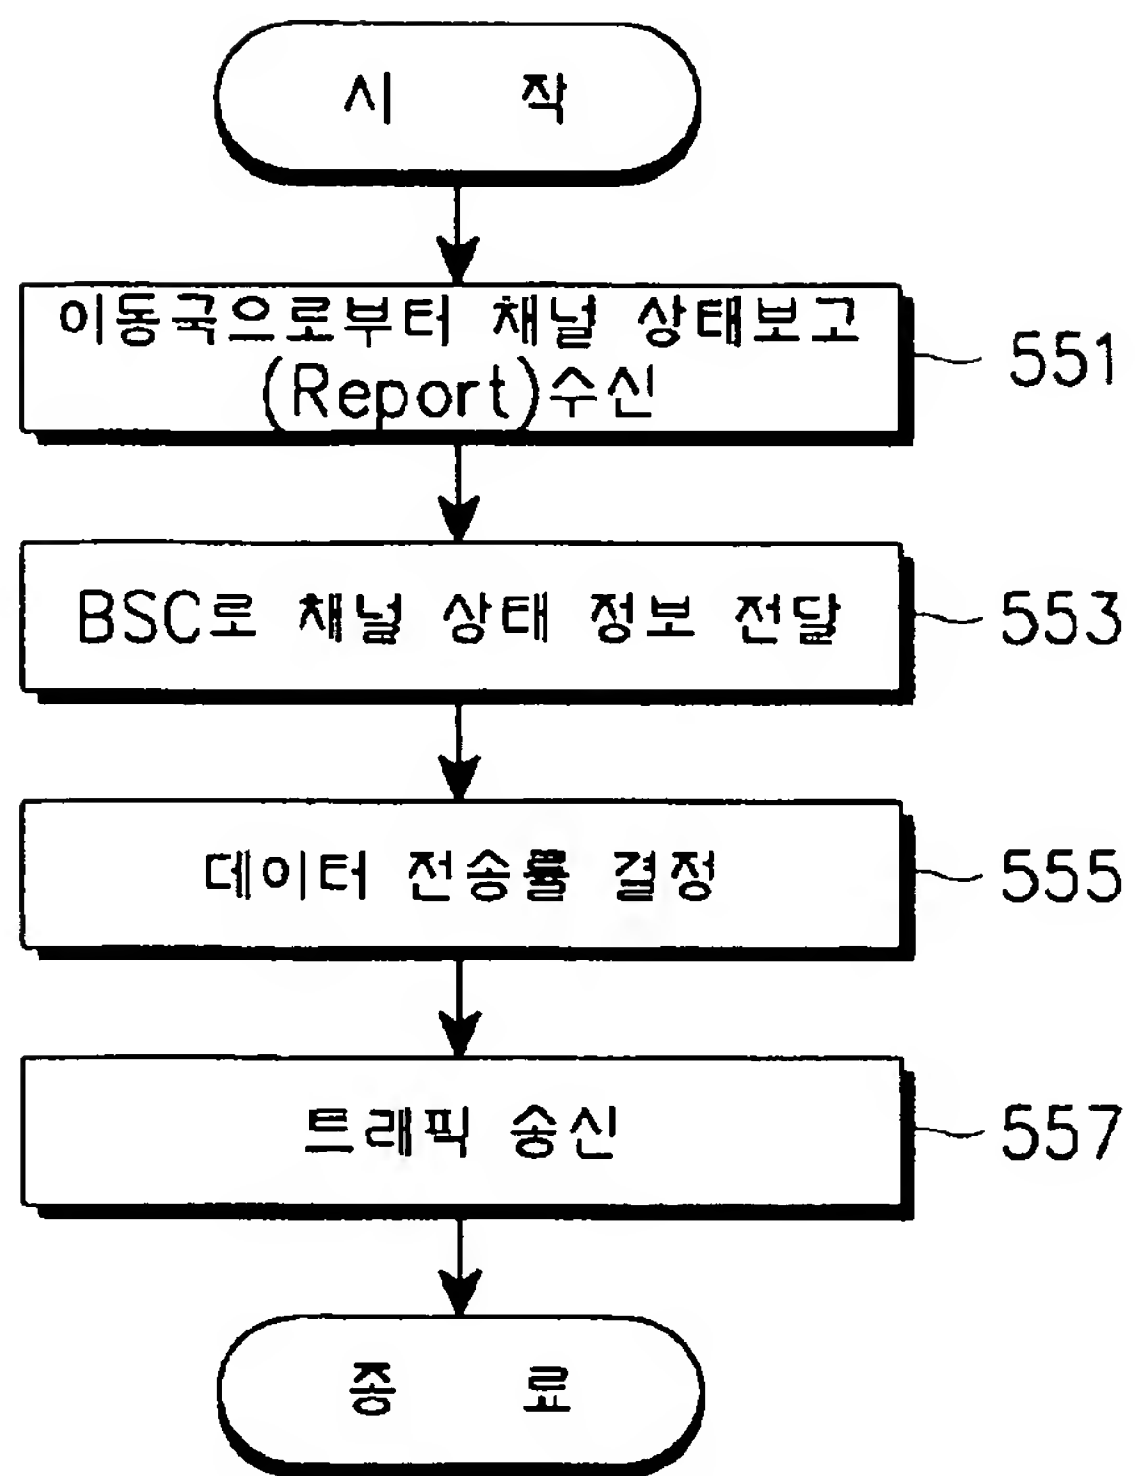 시 작
이동국으로부터 채널 상태보고
(Report)수신
551
BSC로 채널 상태 정보 전달
553
데이터 전송률 결정
555
트래픽 송신
557
종 료